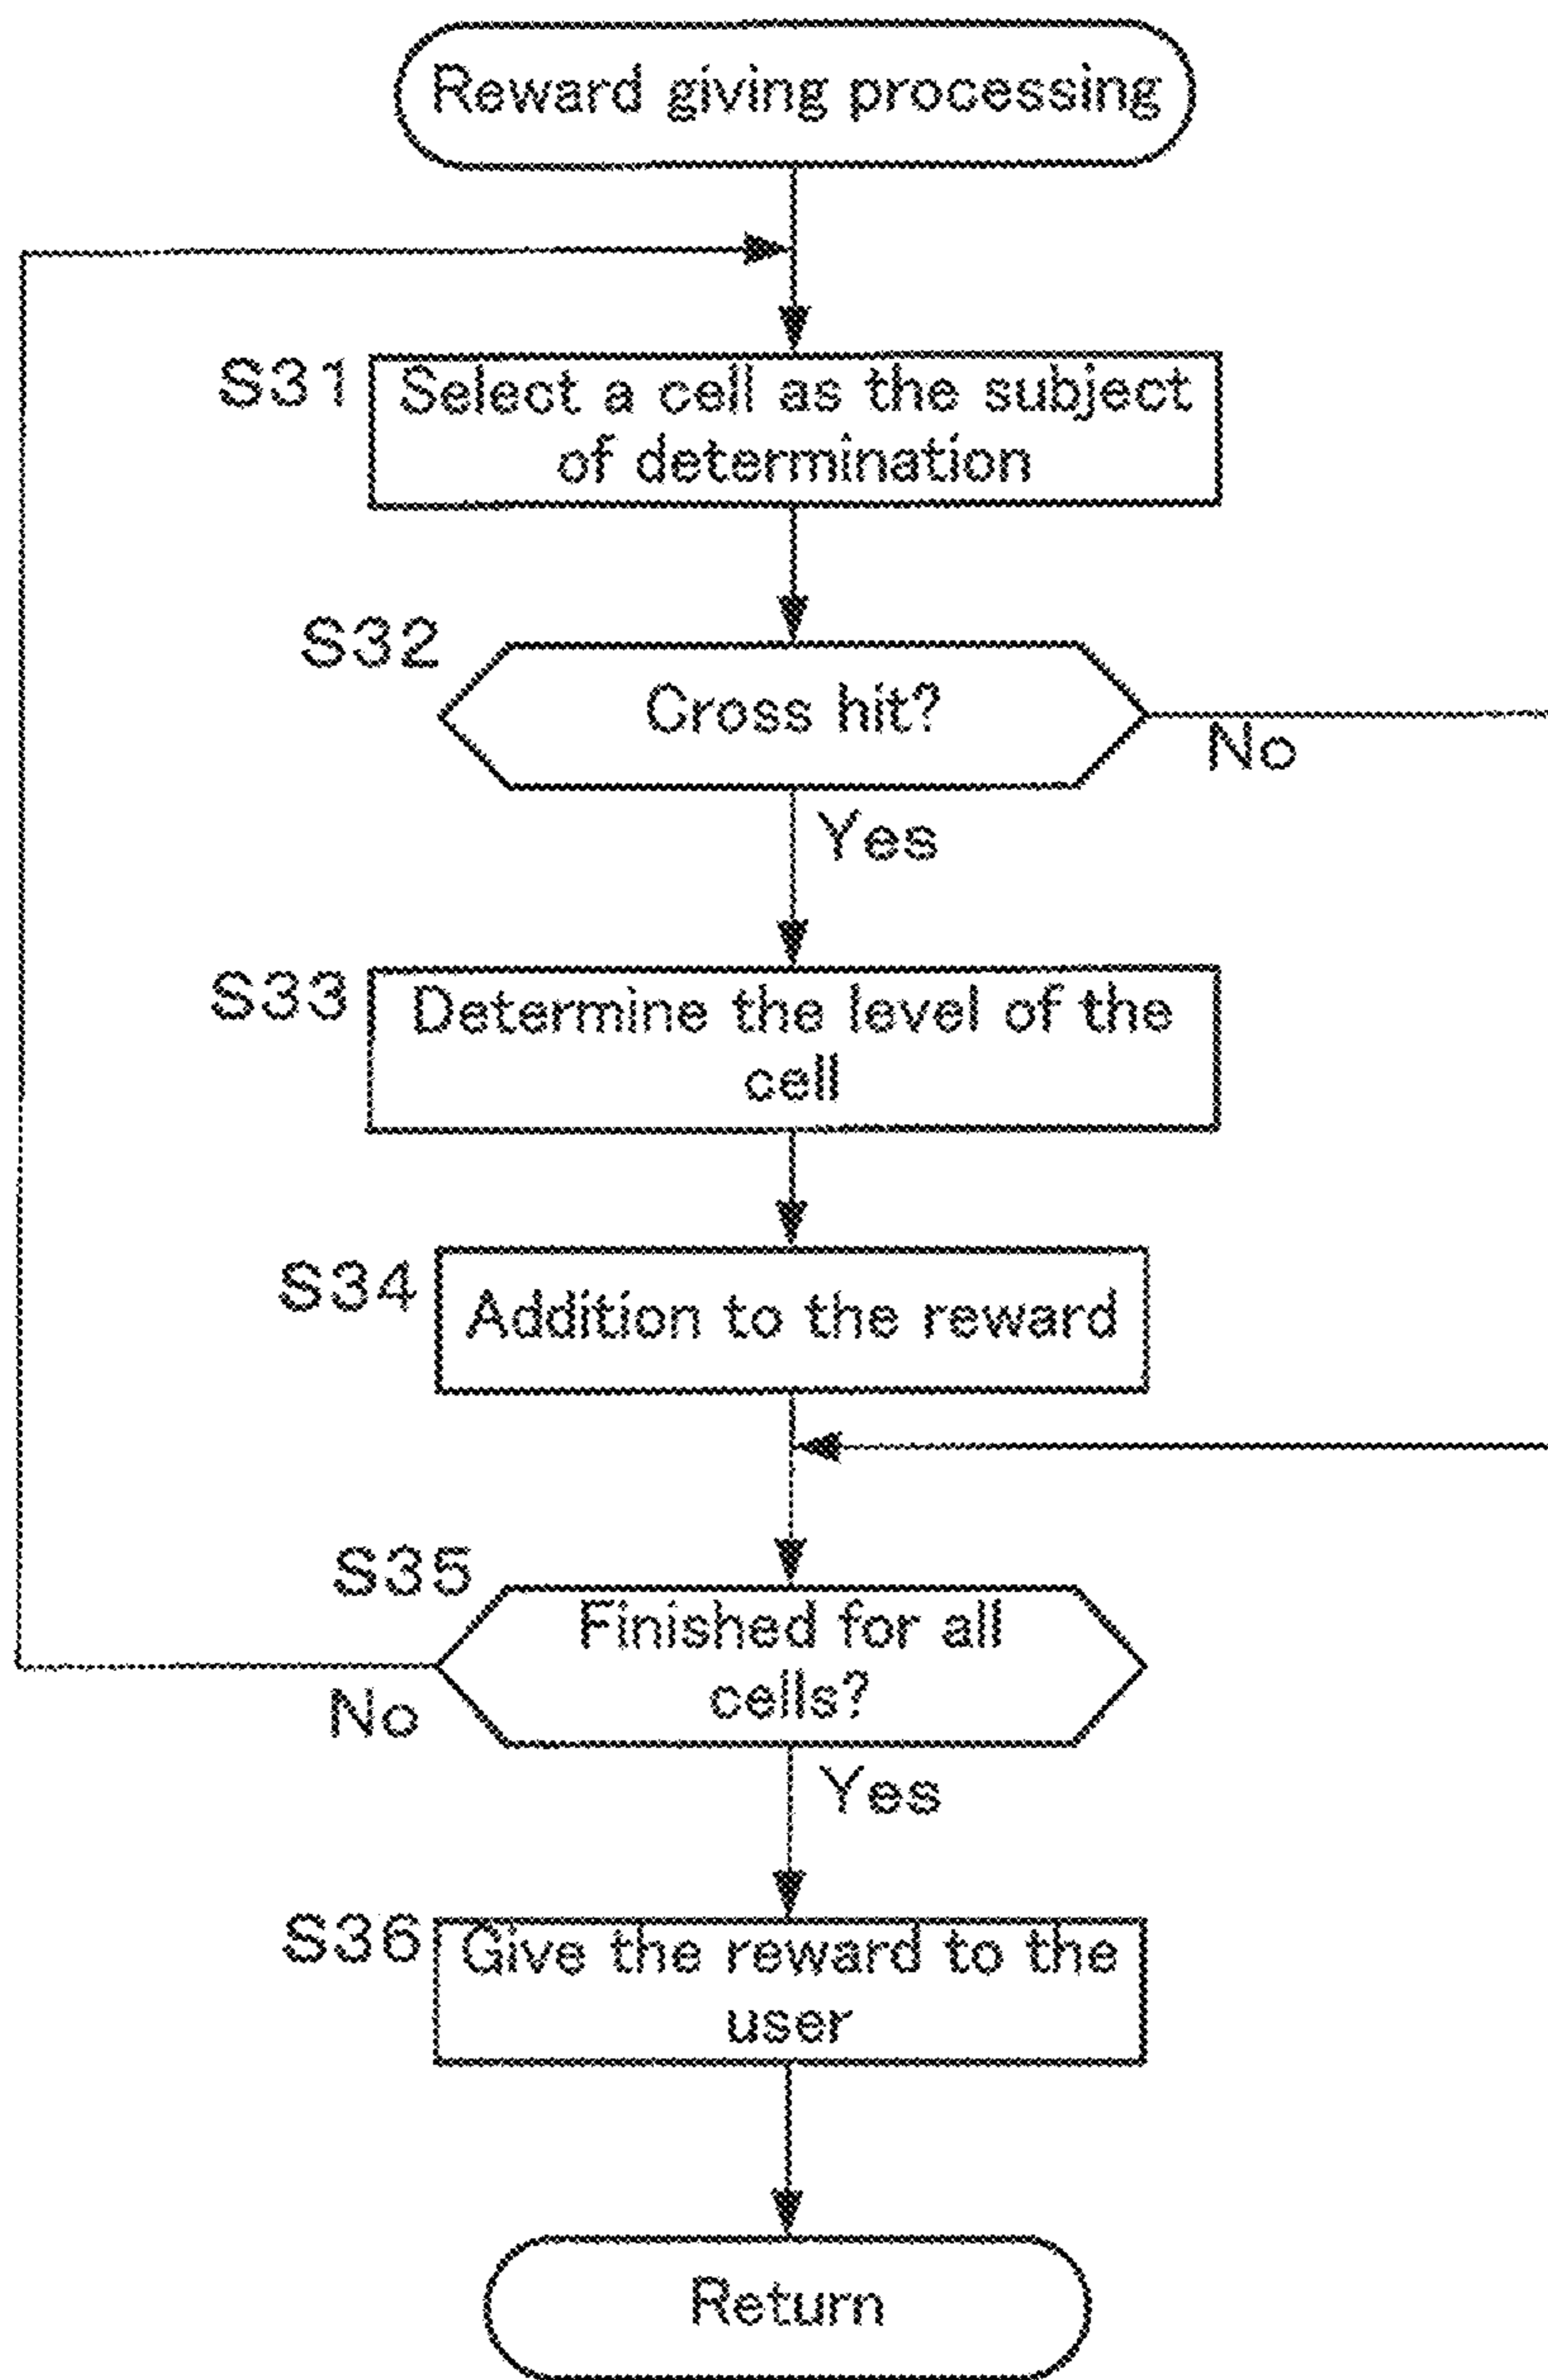 Reward giving processing
S31
Select a cell as the subject
of determination
S32
Cross hit?
No
Yes
S33
Determine the level of the
cell
S34
Addition to the reward
S35
Finished for all
cells?
No
Yes
S36
Give the reward to the
user
Return